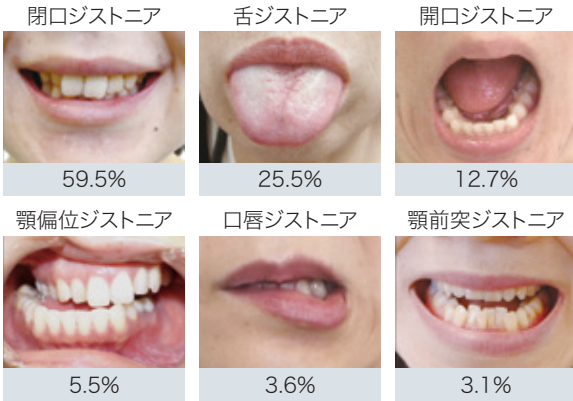 閉口ジストニア
舌ジストニア
開口ジストニア
59.5%
25.5%
12.7%
顎偏位ジストニア
口唇ジストニア
顎前突ジストニア
5.5%
3.6%
3.1%